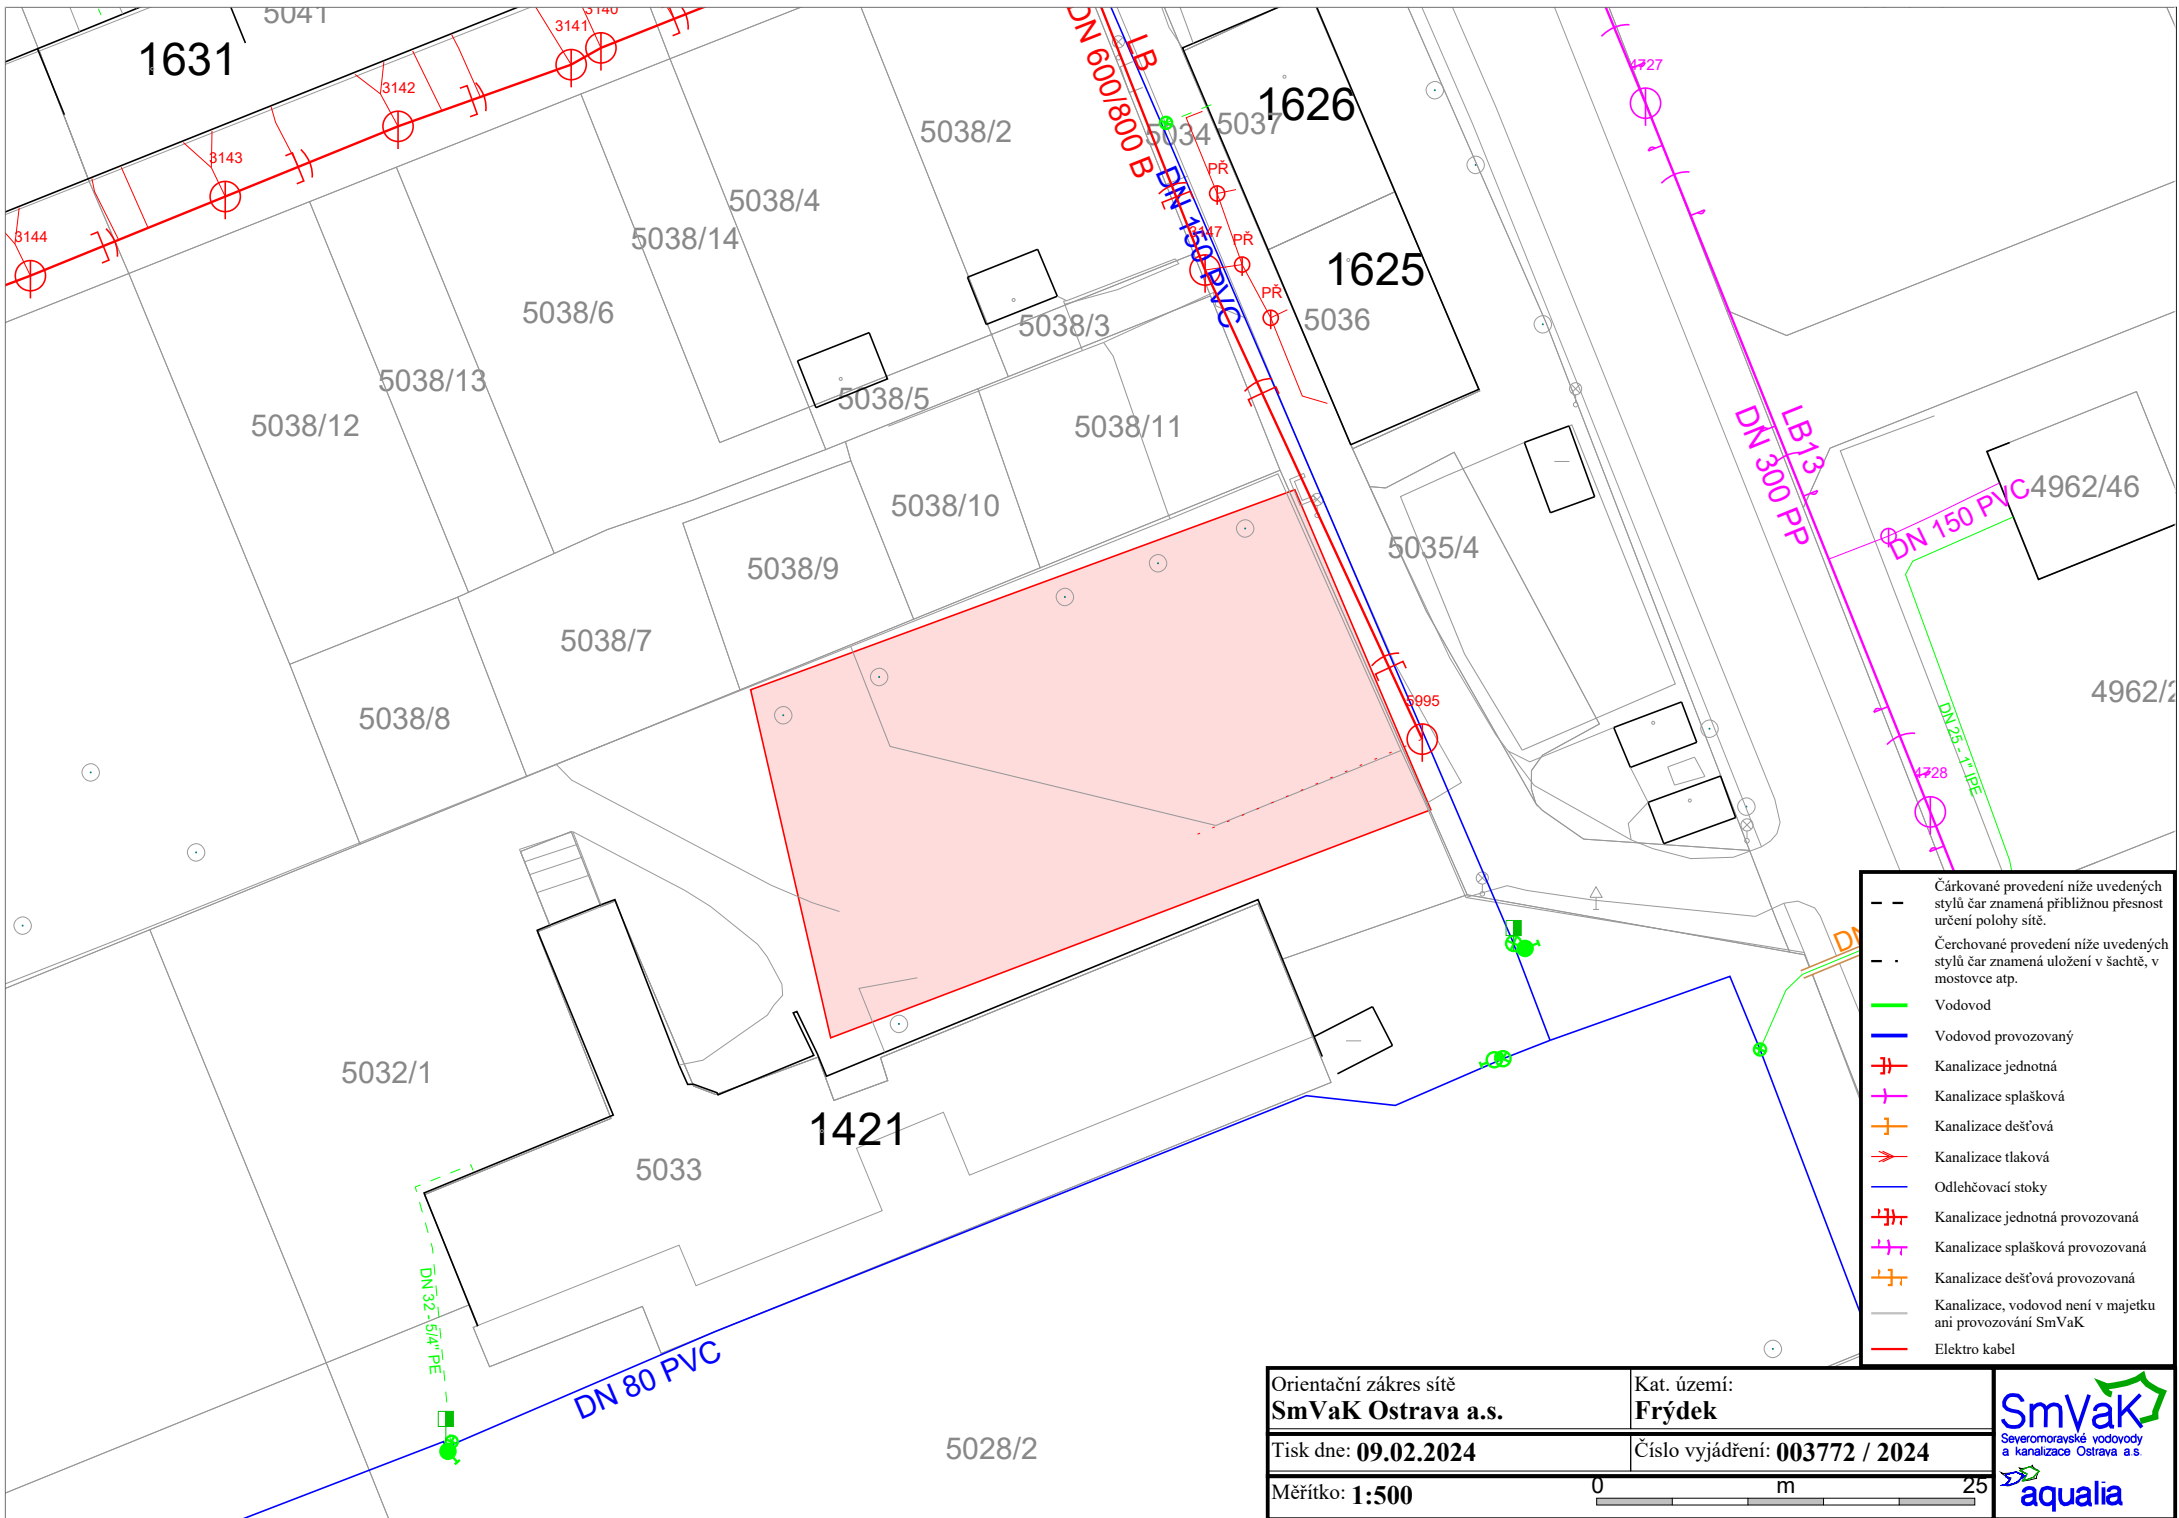 5041
1631
3140
3141
3142
3143
3144
5038/2
5038/4
5038/14
5038/6
5038/13
5038/12
5038/3
5038/5
5038/11
5038/10
5038/9
5038/7
5038/8
DN 600/800 B
LB
DN 150 PVC
5034
5037
1626
PŘ
PŘ
PŘ
3147
1625
5036
4727
LB13
DN 300 PP
DN 150 PVC
4962/46
5035/4
5995
4728
DN 25 - 1" IPE
4962/2
5032/1
1421
5033
DN 32 - 5/4" PE
DN 80 PVC
5028/2
DN
Čárkované provedení níže uvedených
stylů čar znamená přibližnou přesnost
určení polohy sítě.
Čerchované provedení níže uvedených
stylů čar znamená uložení v šachtě, v
mostovce atp.
Vodovod
Vodovod provozovaný
Kanalizace jednotná
Kanalizace splašková
Kanalizace dešťová
Kanalizace tlaková
Odlehčovací stoky
Kanalizace jednotná provozovaná
Kanalizace splašková provozovaná
Kanalizace dešťová provozovaná
Kanalizace, vodovod není v majetku
ani provozování SmVaK
Elektro kabel
Orientační zákres sítě
SmVaK Ostrava a.s.
Kat. území:
Frýdek
Tisk dne: 09.02.2024
Číslo vyjádření: 003772 / 2024
Měřítko: 1:500
0 m 25
SmVaK
Severomoravské vodovody
a kanalizace Ostrava a.s.
aqualia